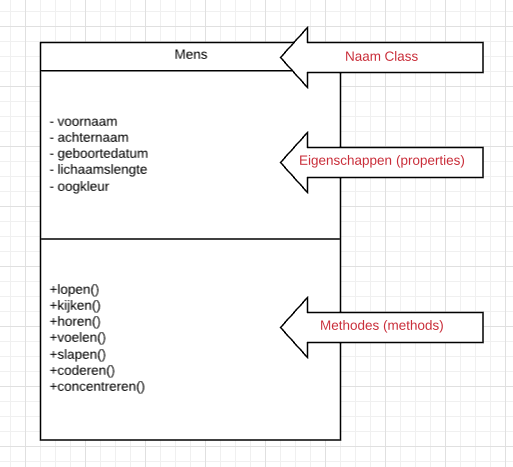 Mens
Naam Class
- voornaam
- achternaam
- geboortedatum
- lichaamslengte
- oogkleur
Eigenschappen (properties)
+lopen()
+kijken()
+horen()
+voelen()
+slapen()
+coderen()
+concentreren()
Methodes (methods)